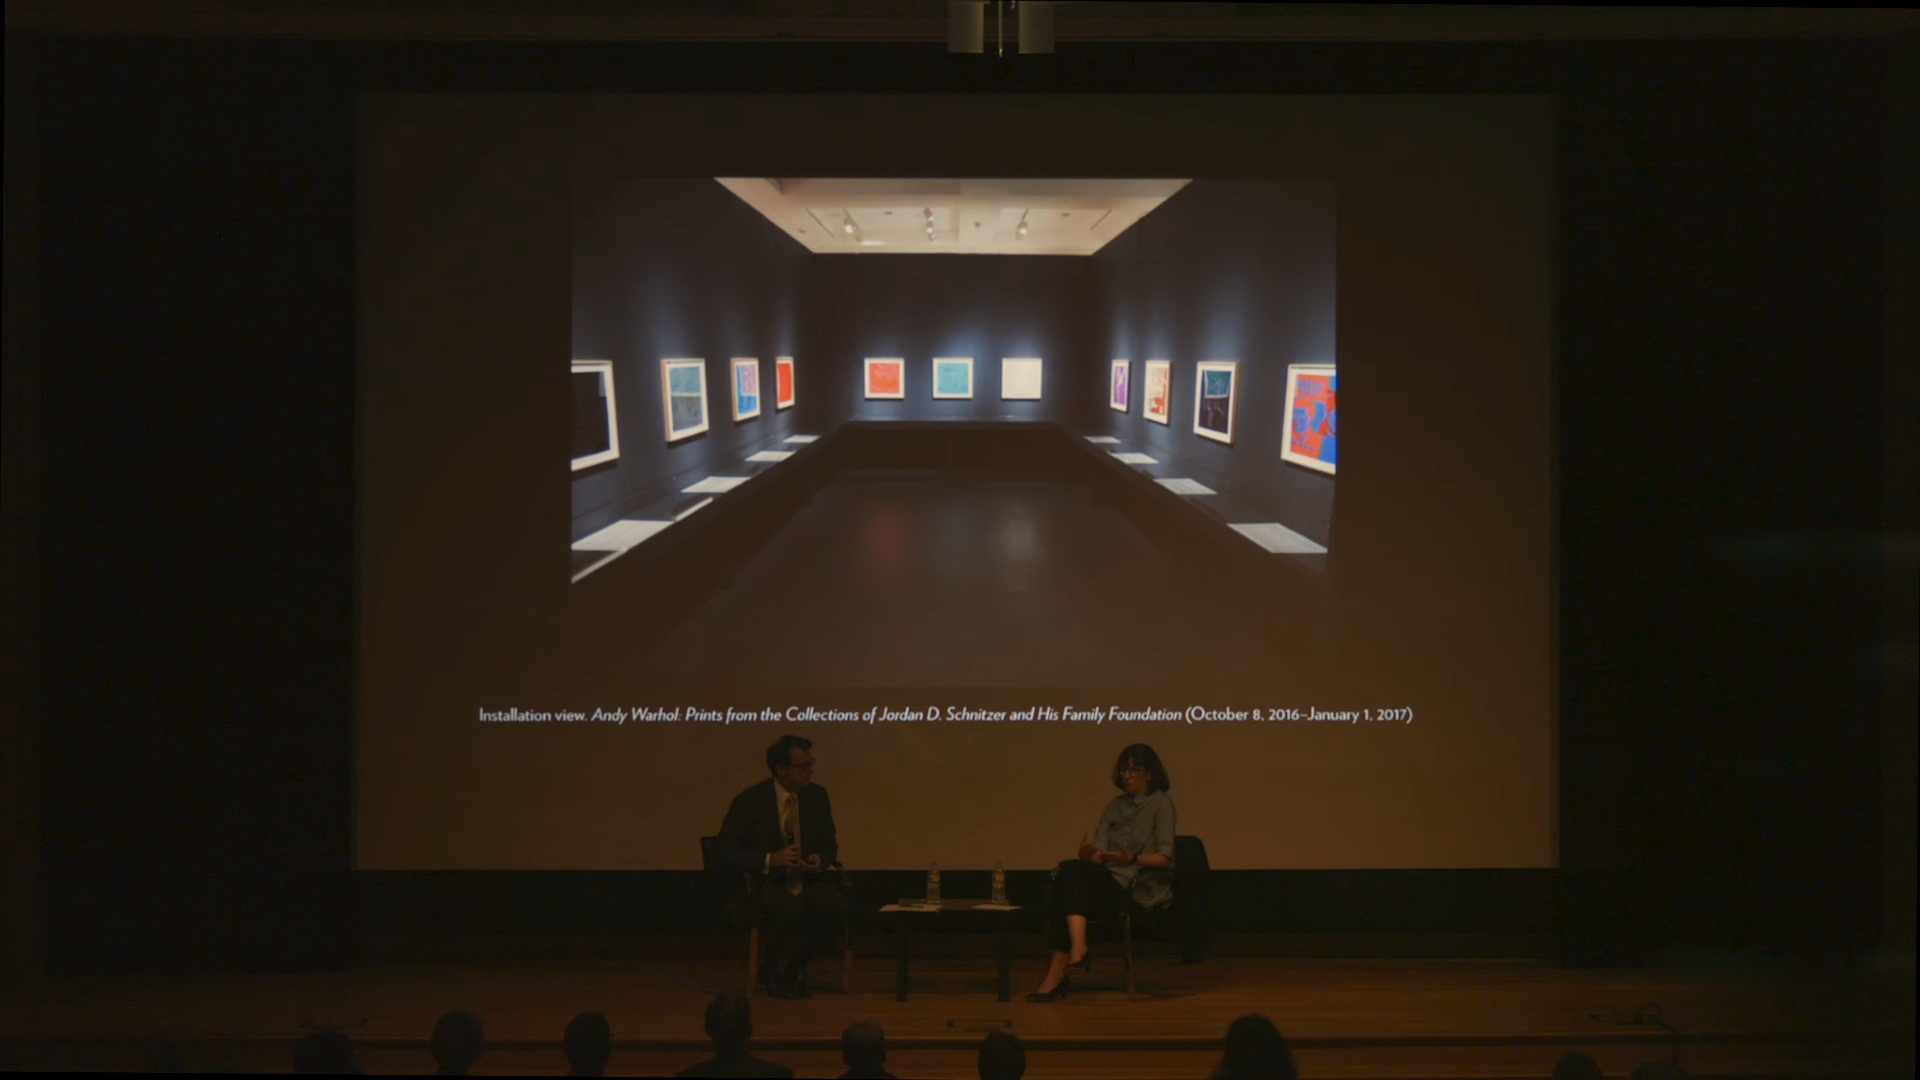 Installation view. Andy Warhol: Prints from the Collections of Jordan D. Schnitzer and His Family Foundation (October 8, 2016–January 1, 2017)